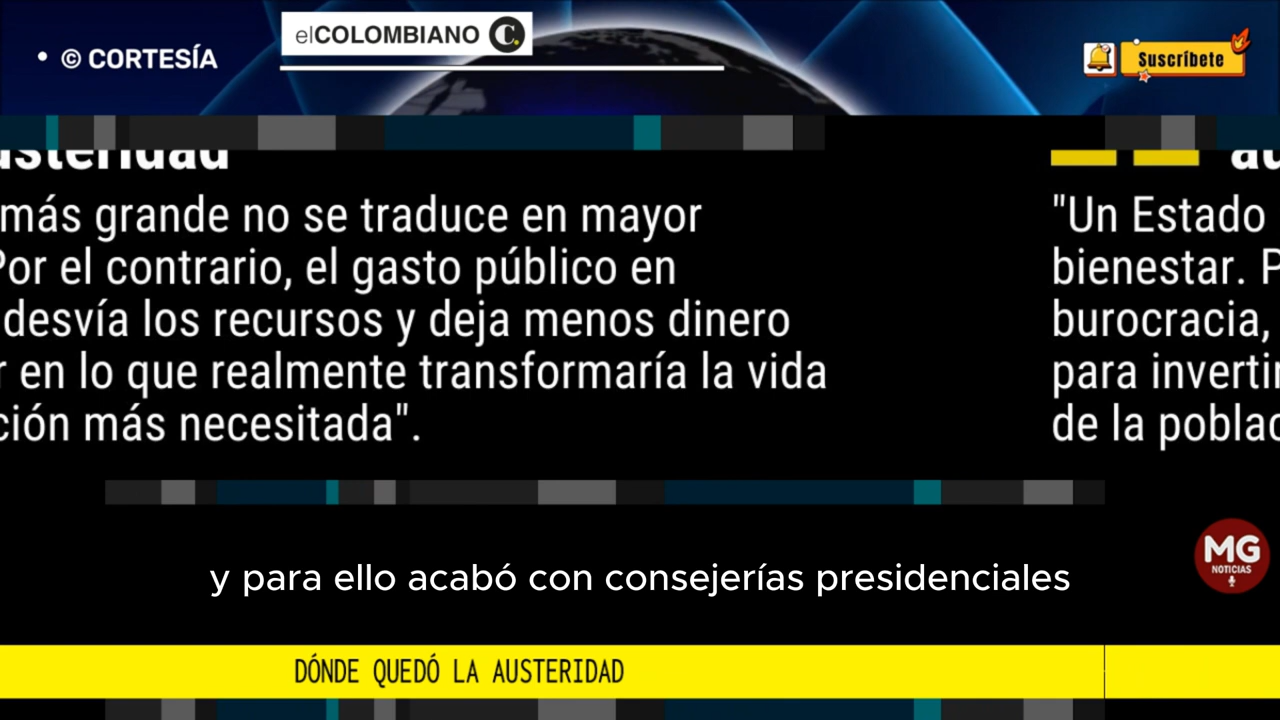 • © CORTESÍA
elCOLOMBIANO C.
Suscríbete
usteridad
más grande no se traduce en mayor
Por el contrario, el gasto público en
desvía los recursos y deja menos dinero
r en lo que realmente transformaría la vida
ción más necesitada".
au
"Un Estado
bienestar. P
burocracia,
para invertir
de la poblac
y para ello acabó con consejerías presidenciales
MG
NOTICIAS
DÓNDE QUEDÓ LA AUSTERIDAD